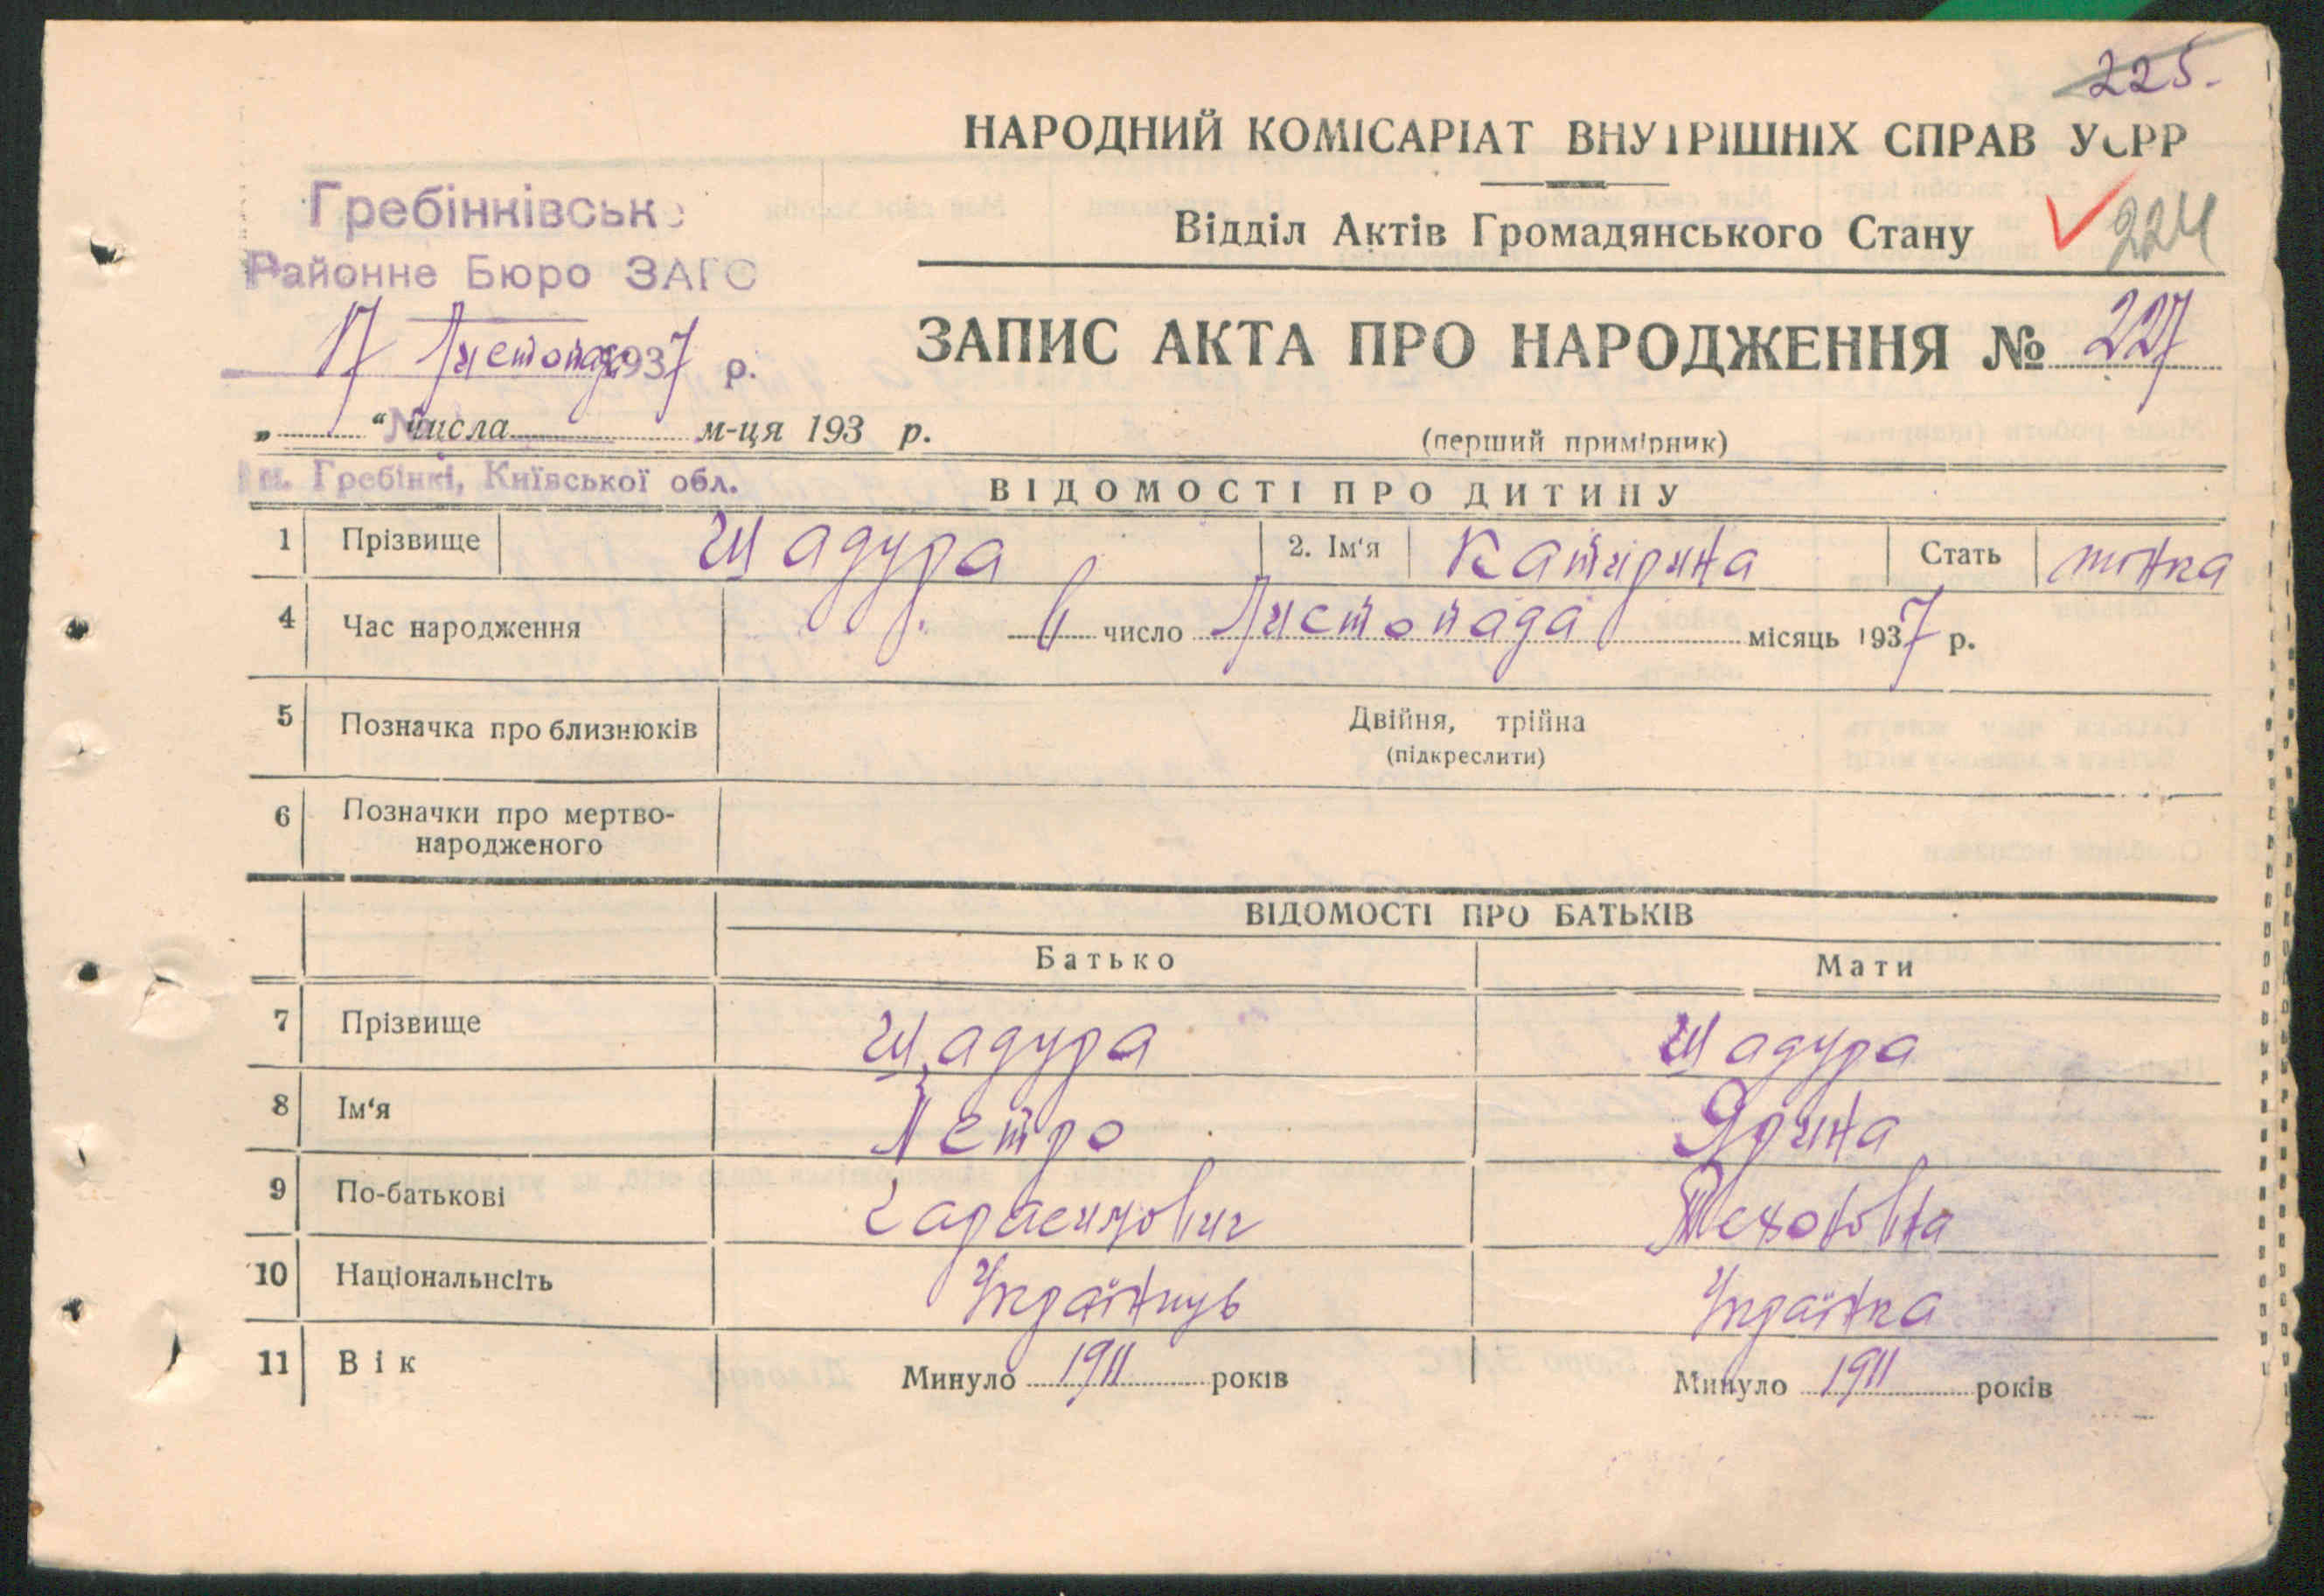 225.
НАРОДНИЙ КОМІСАРІАТ ВНУТРІШНІХ СПРАВ УСРР
Гребінківське
Відділ Актів Громадянського Стану 224
Районне Бюро ЗАГС
17 Листопада 1937 р.
ЗАПИС АКТА ПРО НАРОДЖЕННЯ № 227
„ “ числа м-ця 193 р.
№
(перший примірник)
м. Гребінкі, Київської обл.
ВІДОМОСТІ ПРО ДИТИНУ
1 Прізвище Шадура 2. Ім'я Катирина Стать жінка
4 Час народження 6 число Листопада місяць 1937 р.
5 Позначка про близнюків Двійня, трійна
(підкреслити)
6 Позначки про мертво-
народженого
ВІДОМОСТІ ПРО БАТЬКІВ
Батько Мати
7 Прізвище Шадура Шадура
8 Ім'я Петро Ярина
9 По-батькові Гарасимович
10 Національнсіть Українець Українка
11 Вік Минуло 1911 років Минуло 1911 років